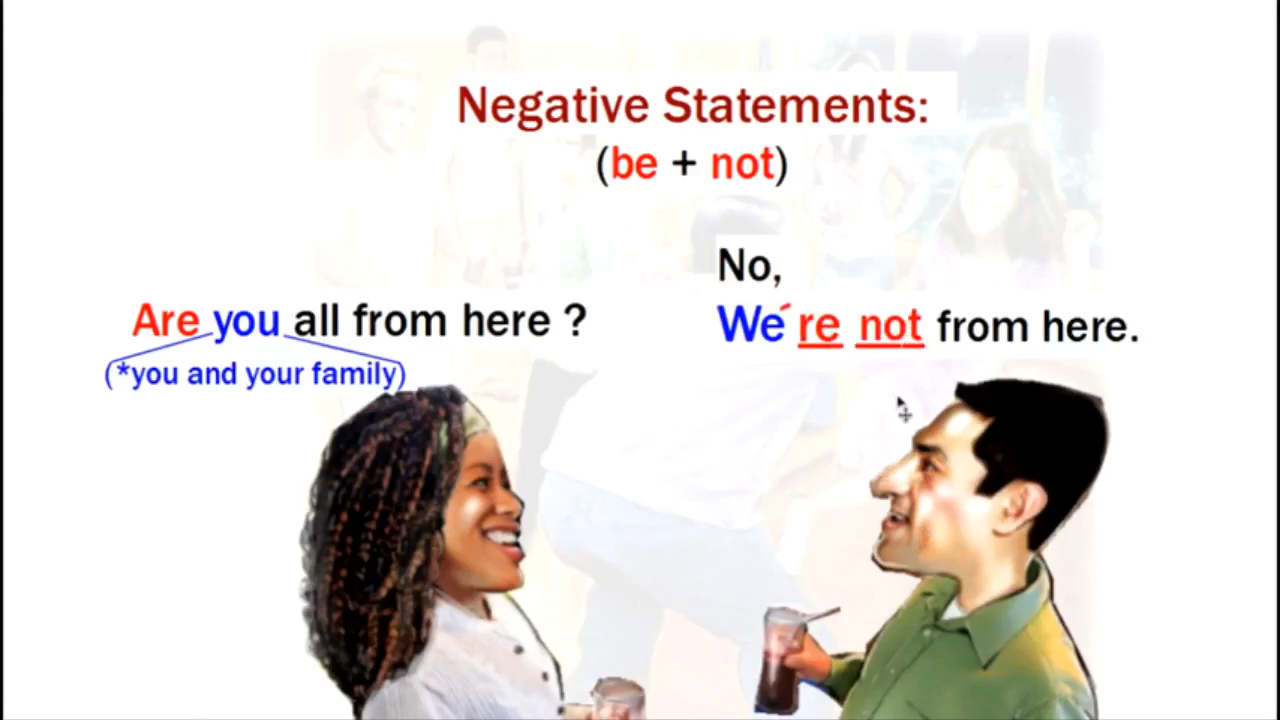 Negative Statements:
(be + not)
Are you all from here ?
(*you and your family)
No,
We´re not from here.